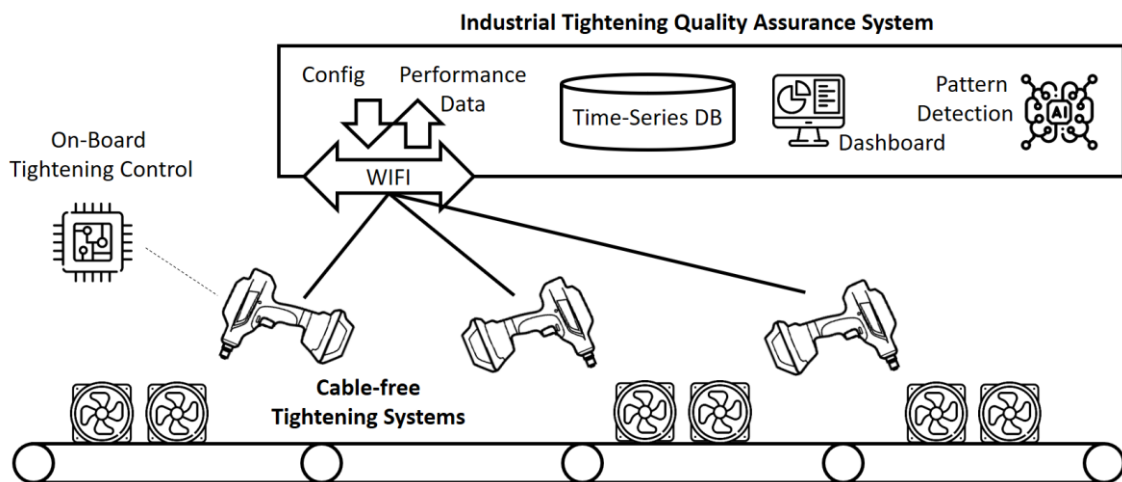 Industrial Tightening Quality Assurance System
Config
Performance
Data
Time-Series DB
Dashboard
Pattern
Detection
AI
WIFI
On-Board
Tightening Control
Cable-free
Tightening Systems